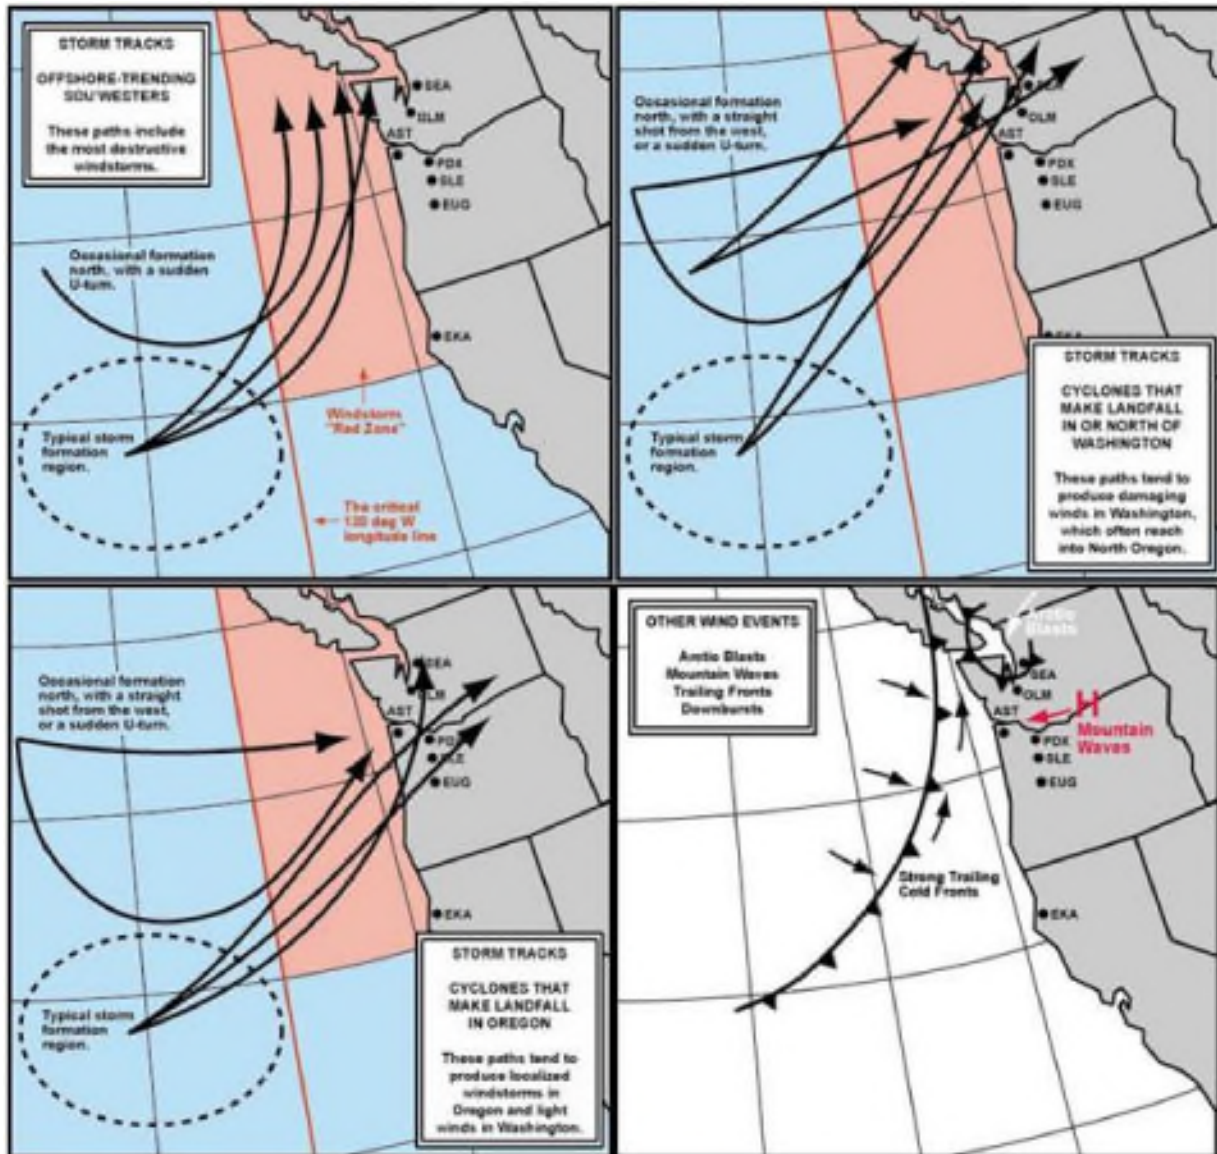 STORM TRACKS
OFFSHORE-TRENDING
SOU'WESTERS
These paths include
the most destructive
windstorms.
SEA
OLM
AST
PDX
SLE
EUG
Occasional formation
north, with a sudden
U-turn.
EKA
Windstorm
"Red Zone"
Typical storm
formation
region.
The critical
130 deg W
longitude line
Occasional formation
north, with a straight
shot from the west,
or a sudden U-turn.
SEA
OLM
AST
PDX
SLE
EUG
EKA
Typical storm
formation
region.
STORM TRACKS
CYCLONES THAT
MAKE LANDFALL
IN OR NORTH OF
WASHINGTON
These paths tend to
produce damaging
winds in Washington,
which often reach
into North Oregon.
Occasional formation
north, with a straight
shot from the west,
or a sudden U-turn.
SEA
OLM
AST
PDX
SLE
EUG
EKA
Typical storm
formation
region.
STORM TRACKS
CYCLONES THAT
MAKE LANDFALL
IN OREGON
These paths tend to
produce localized
windstorms in
Oregon and light
winds in Washington.
OTHER WIND EVENTS
Arctic Blasts
Mountain Waves
Trailing Fronts
Downbursts
Arctic
Blasts
SEA
OLM
AST
H
Mountain
Waves
PDX
SLE
EUG
Strong Trailing
Cold Fronts
EKA